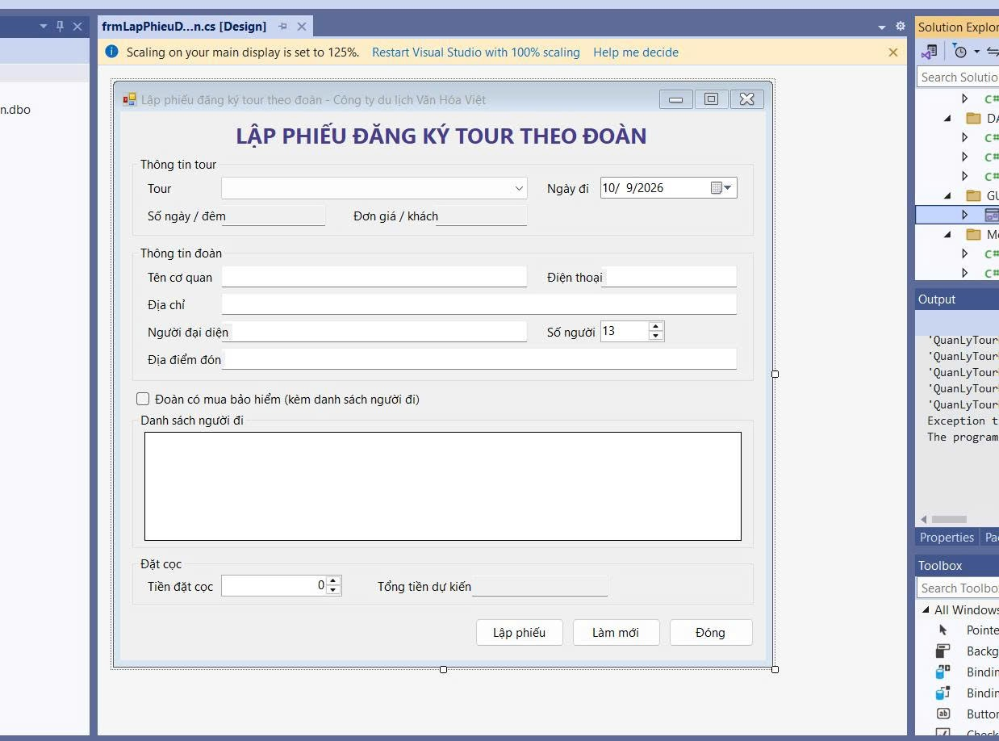 frmLapPhieuD...n.cs [Design]
Scaling on your main display is set to 125%. Restart Visual Studio with 100% scaling Help me decide
n.dbo
Lập phiếu đăng ký tour theo đoàn - Công ty du lịch Văn Hóa Việt
LẬP PHIẾU ĐĂNG KÝ TOUR THEO ĐOÀN
Thông tin tour
Tour
Ngày đi 10/ 9/2026
Số ngày / đêm
Đơn giá / khách
Thông tin đoàn
Tên cơ quan
Điện thoại
Địa chỉ
Người đại diện
Số người 13
Địa điểm đón
Đoàn có mua bảo hiểm (kèm danh sách người đi)
Danh sách người đi
Đặt cọc
Tiền đặt cọc 0
Tổng tiền dự kiến
Lập phiếu Làm mới Đóng
Solution Explor
Search Solutio
C#
DA
C#
C#
C#
GU
Mo
C#
C#
Output
'QuanLyTour
'QuanLyTour
'QuanLyTour
'QuanLyTour
'QuanLyTour
Exception t
The program
Properties Pa
Toolbox
Search Toolbo
All Windows
Pointe
Backg
Bindin
Bindin
Button